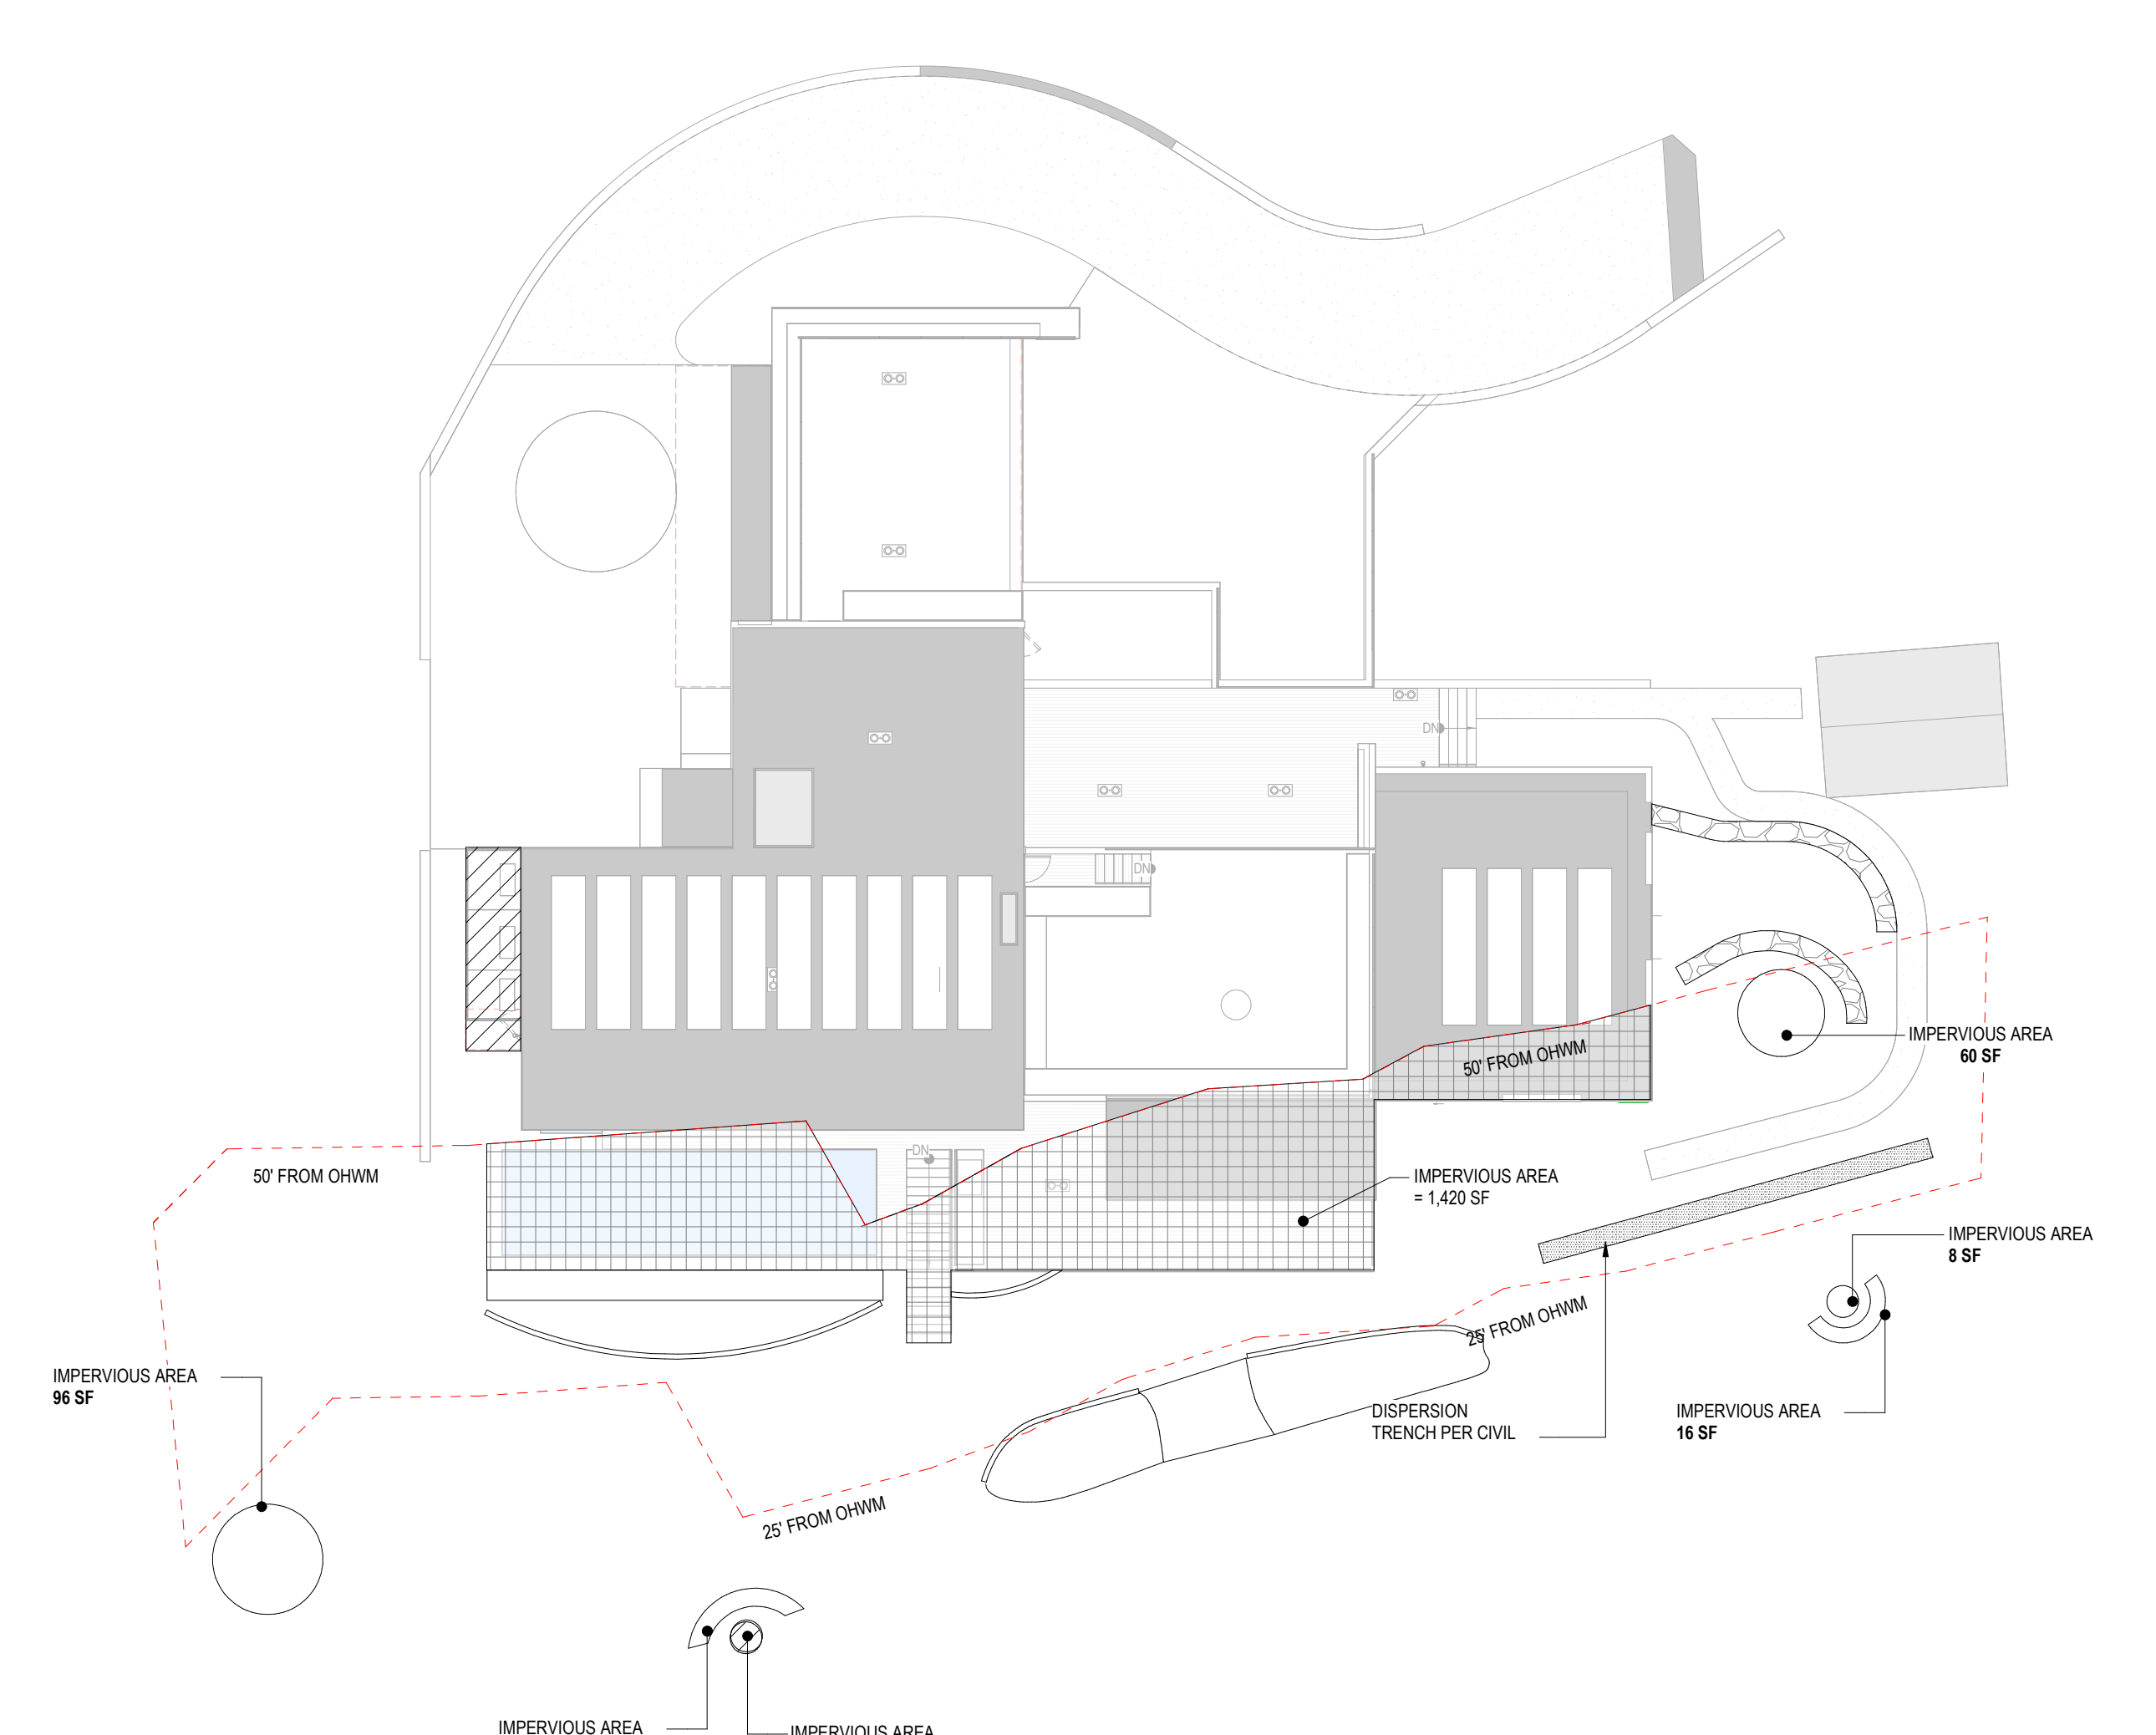 DN
DN
50' FROM OHWM
IMPERVIOUS AREA
60 SF
50' FROM OHWM
DN
IMPERVIOUS AREA
= 1,420 SF
IMPERVIOUS AREA
8 SF
25' FROM OHWM
IMPERVIOUS AREA
96 SF
DISPERSION
TRENCH PER CIVIL
IMPERVIOUS AREA
16 SF
25' FROM OHWM
IMPERVIOUS AREA
IMPERVIOUS AREA